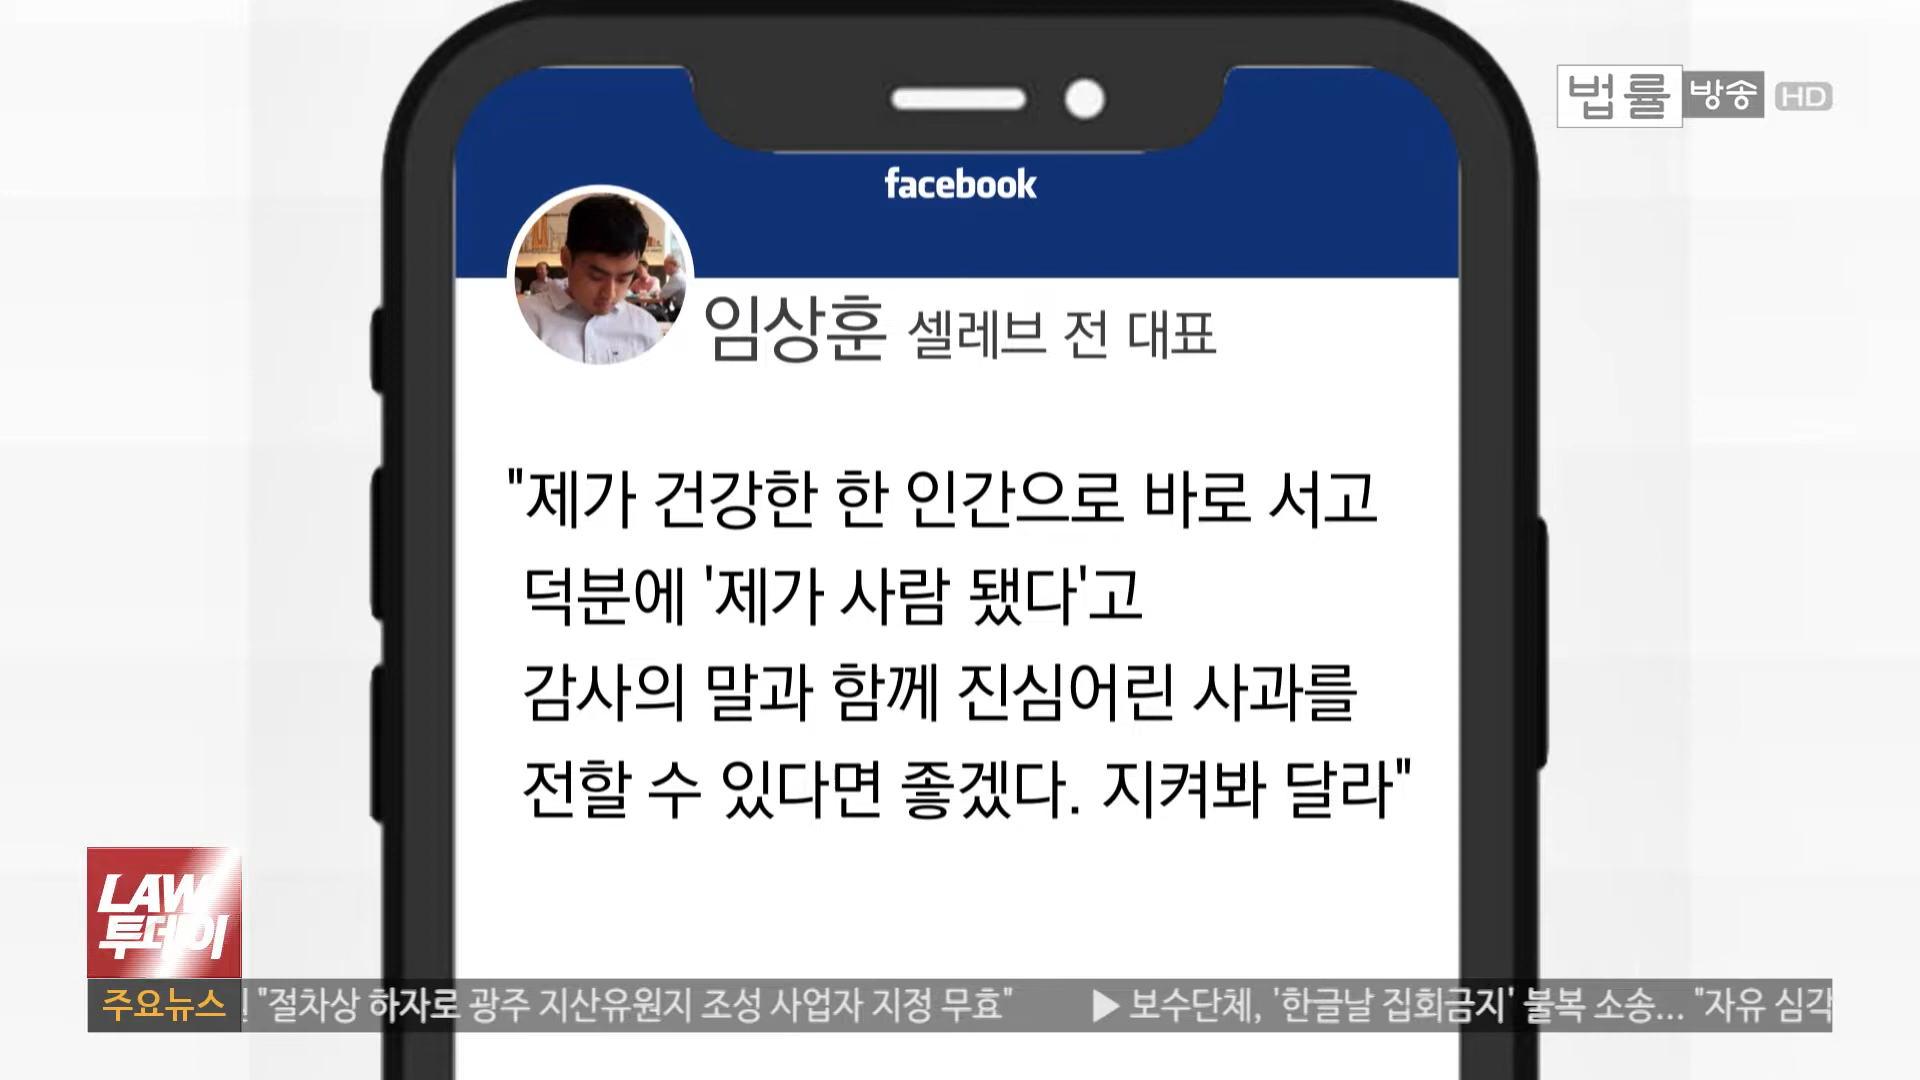 법률방송 HD
facebook
임상훈 셀레브 전 대표
"제가 건강한 한 인간으로 바로 서고
덕분에 '제가 사람 됐다'고
감사의 말과 함께 진심어린 사과를
전할 수 있다면 좋겠다. 지켜봐 달라"
LAW
투데이
주요뉴스 "절차상 하자로 광주 지산유원지 조성 사업자 지정 무효" ▶ 보수단체, '한글날 집회금지' 불복 소송... "자유 심각